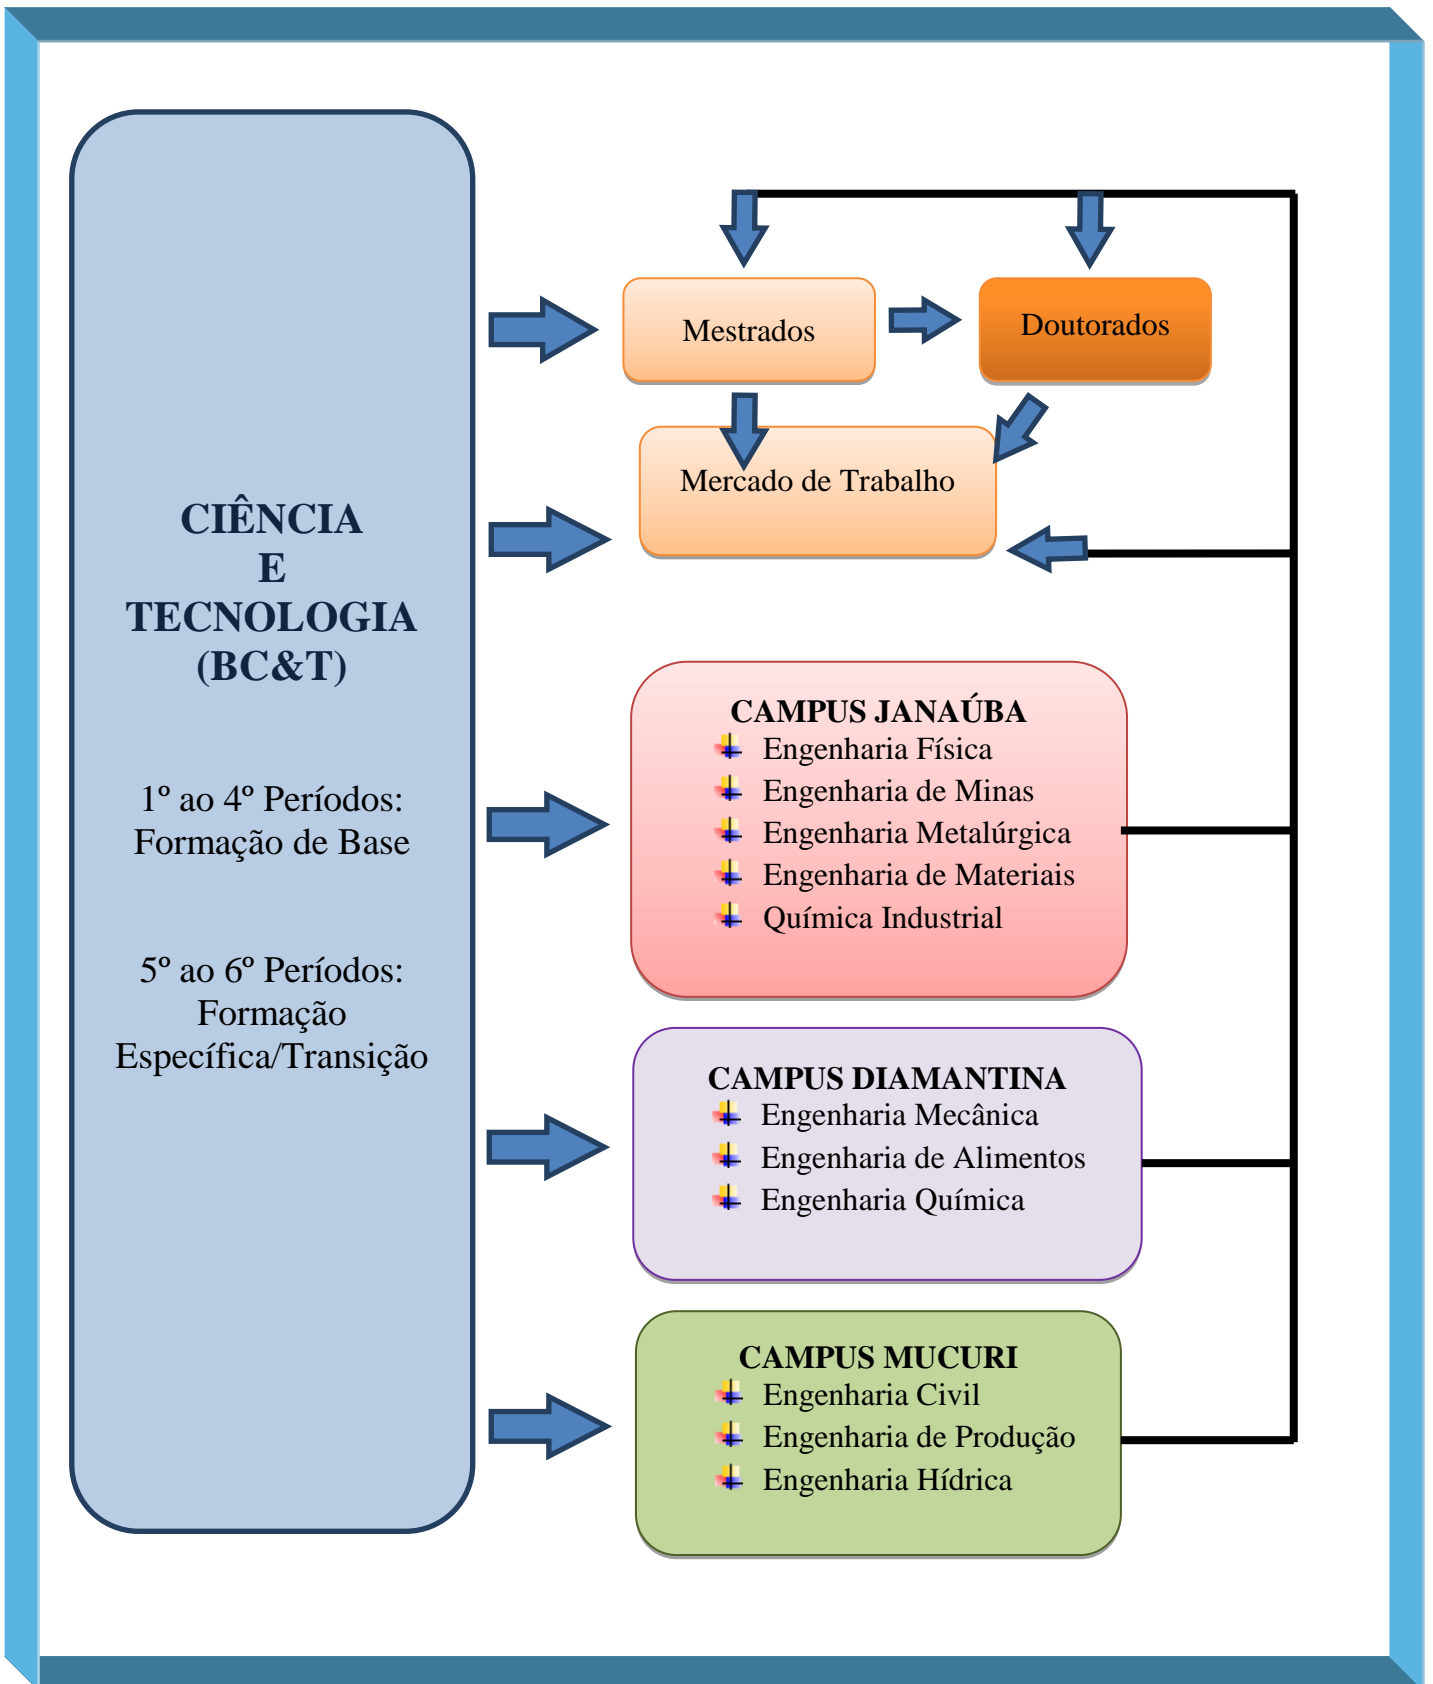 CIÊNCIA
E
TECNOLOGIA
(BC&T)
1º ao 4º Períodos:
Formação de Base
5º ao 6º Períodos:
Formação
Específica/Transição
Mestrados
Doutorados
Mercado de Trabalho
CAMPUS JANAÚBA
Engenharia Física
Engenharia de Minas
Engenharia Metalúrgica
Engenharia de Materiais
Química Industrial
CAMPUS DIAMANTINA
Engenharia Mecânica
Engenharia de Alimentos
Engenharia Química
CAMPUS MUCURI
Engenharia Civil
Engenharia de Produção
Engenharia Hídrica